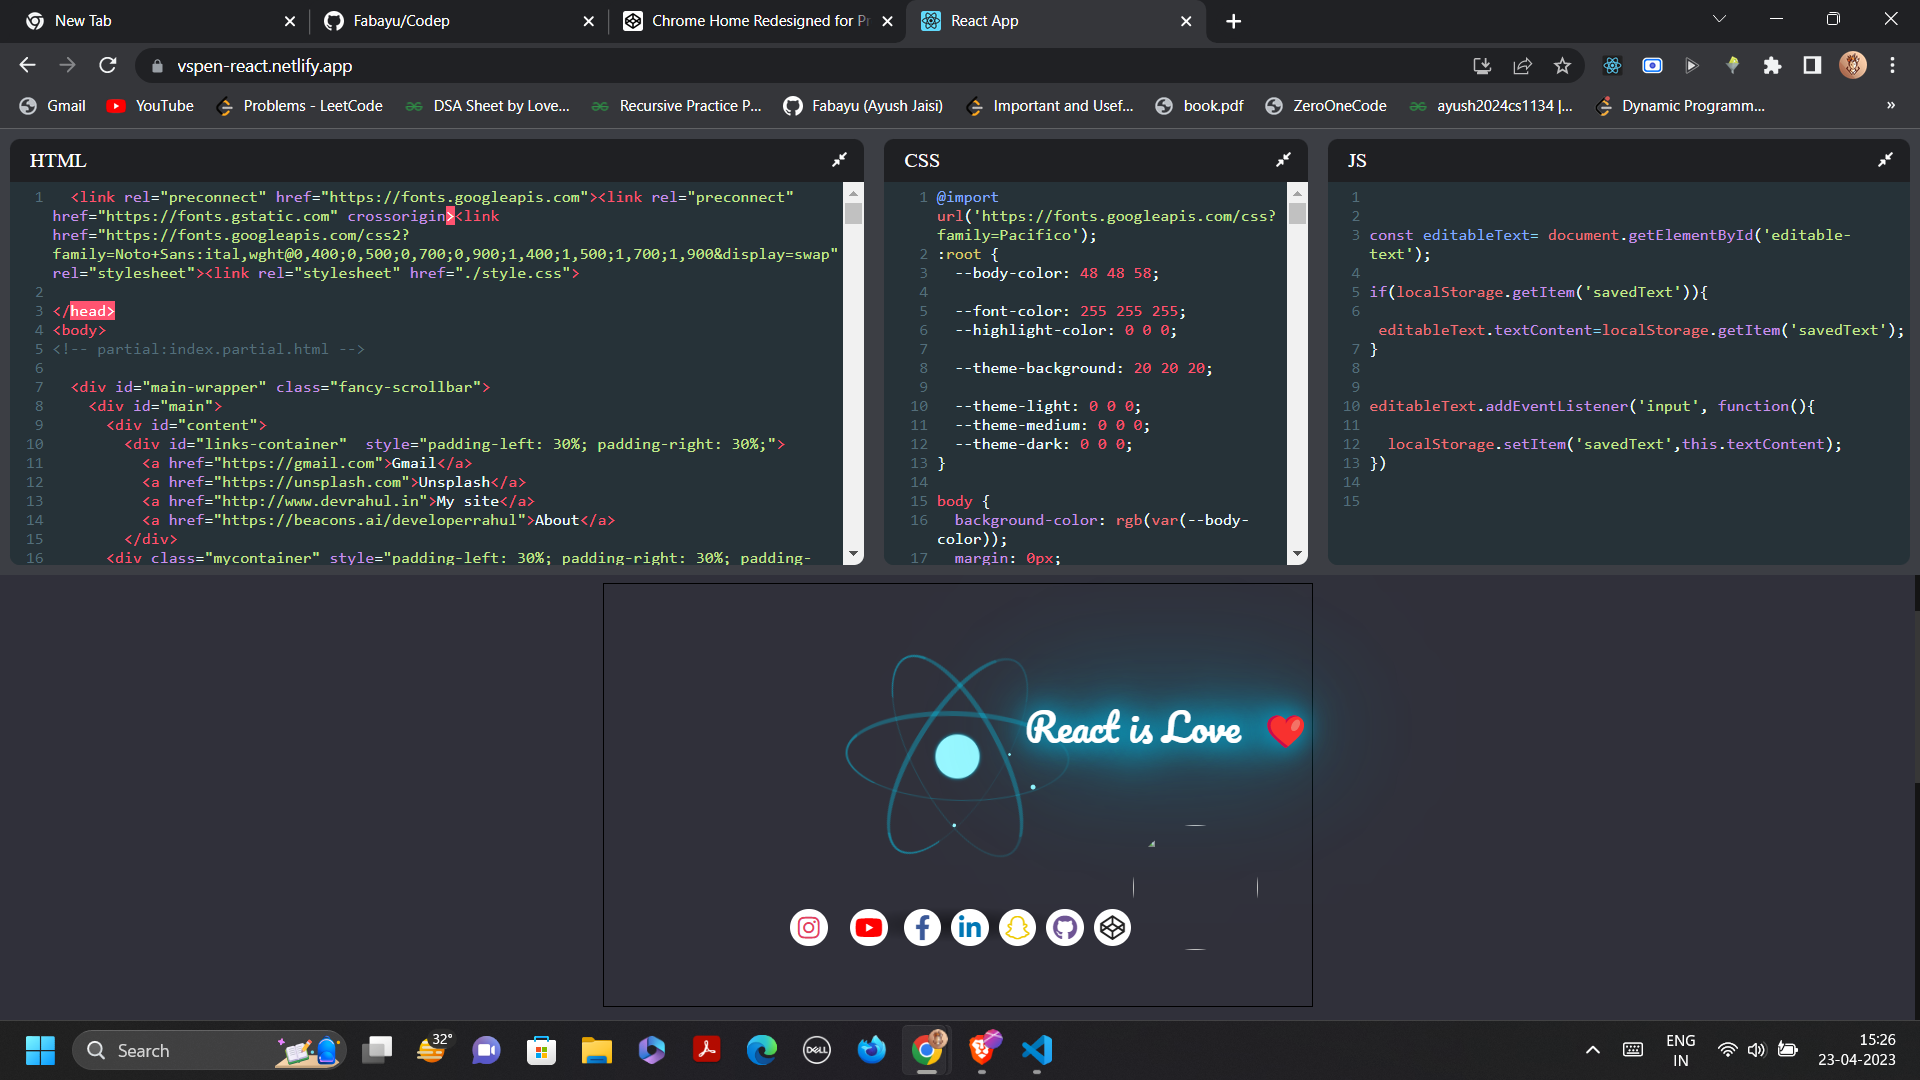 New Tab
Fabayu/Codep
Chrome Home Redesigned for Pr
React App
vspen-react.netlify.app
Gmail
YouTube
Problems - LeetCode
DSA Sheet by Love...
Recursive Practice P...
Fabayu (Ayush Jaisi)
Important and Usef...
book.pdf
ZeroOneCode
ayush2024cs1134 |...
Dynamic Programm...
»
HTML
1 <link rel="preconnect" href="https://fonts.googleapis.com"><link rel="preconnect"
href="https://fonts.gstatic.com" crossorigin><link
href="https://fonts.googleapis.com/css2?
family=Noto+Sans:ital,wght@0,400;0,500;0,700;0,900;1,400;1,500;1,700;1,900&display=swap"
rel="stylesheet"><link rel="stylesheet" href="./style.css">
2
3 </head>
4 <body>
5 <!-- partial:index.partial.html -->
6
7 <div id="main-wrapper" class="fancy-scrollbar">
8 <div id="main">
9 <div id="content">
10 <div id="links-container"  style="padding-left: 30%; padding-right: 30%;">
11 <a href="https://gmail.com">Gmail</a>
12 <a href="https://unsplash.com">Unsplash</a>
13 <a href="http://www.devrahul.in">My site</a>
14 <a href="https://beacons.ai/developerrahul">About</a>
15 </div>
16 <div class="mycontainer" style="padding-left: 30%; padding-right: 30%; padding-
CSS
1 @import
url('https://fonts.googleapis.com/css?
family=Pacifico');
2 :root {
3 --body-color: 48 48 58;
4
5 --font-color: 255 255 255;
6 --highlight-color: 0 0 0;
7
8 --theme-background: 20 20 20;
9
10 --theme-light: 0 0 0;
11 --theme-medium: 0 0 0;
12 --theme-dark: 0 0 0;
13 }
14
15 body {
16 background-color: rgb(var(--body-
color));
17 margin: 0px;
JS
1
2
3 const editableText= document.getElementById('editable-
text');
4
5 if(localStorage.getItem('savedText')){
6
editableText.textContent=localStorage.getItem('savedText');
7 }
8
9
10 editableText.addEventListener('input', function(){
11
12 localStorage.setItem('savedText',this.textContent);
13 })
14
15
React is Love ❤️
in
Search
32°
DELL
ENG
IN
15:26
23-04-2023